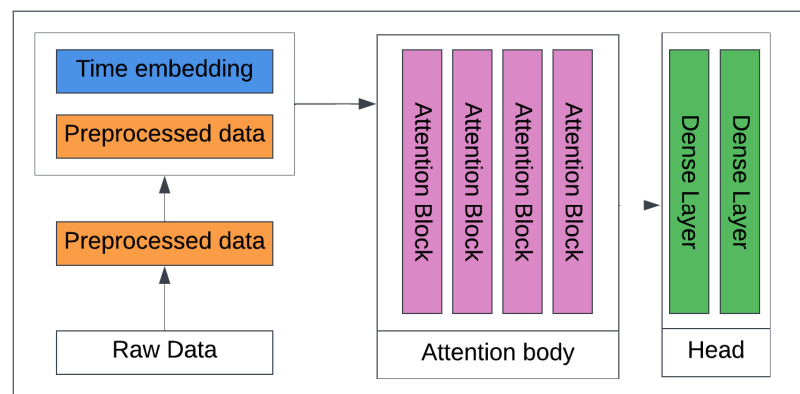 Time embedding
Preprocessed data
Preprocessed data
Raw Data
Attention Block
Attention Block
Attention Block
Attention Block
Attention body
Dense Layer
Dense Layer
Head